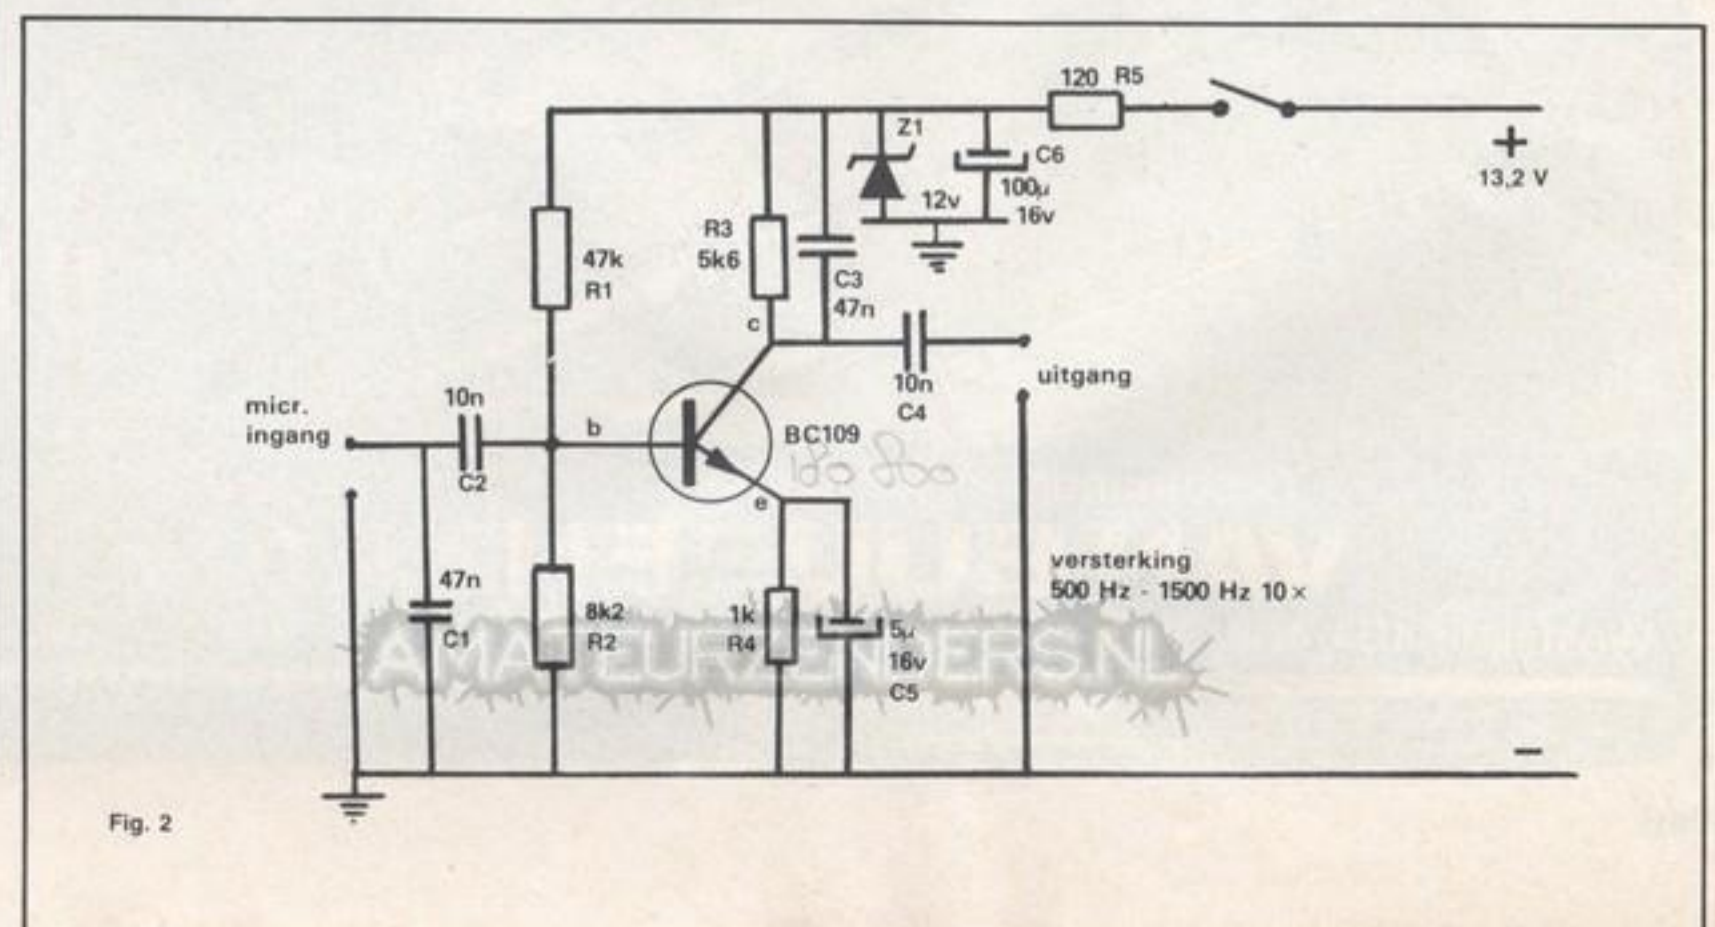 120 R5
Z1
C6
100µ
16v
12v
+
13,2 V
R3
5k6
47k
R1
C3
47n
c
10n
C4
uitgang
micr.
ingang
10n
C2
b
BC109
e
versterking
500 Hz - 1500 Hz 10 ×
47n
C1
8k2
R2
1k
R4
5µ
16v
C5
AMATEURZENDERS.NL
−
Fig. 2